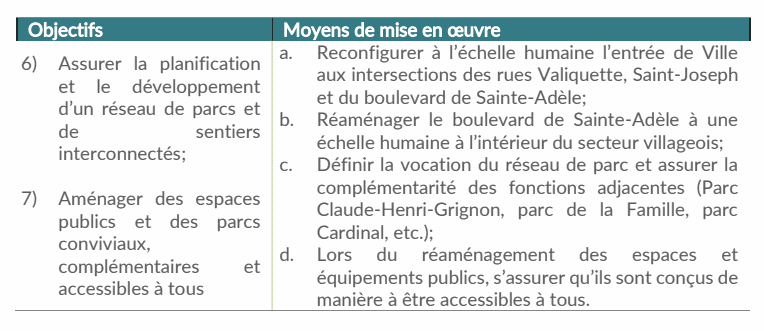 Objectifs
Moyens de mise en œuvre
6) Assurer la planification
et le développement
d'un réseau de parcs et
de sentiers
interconnectés;
7) Aménager des espaces
publics et des parcs
conviviaux,
complémentaires et
accessibles à tous
a. Reconfigurer à l'échelle humaine l'entrée de Ville
aux intersections des rues Valiquette, Saint-Joseph
et du boulevard de Sainte-Adèle;
b. Réaménager le boulevard de Sainte-Adèle à une
échelle humaine à l'intérieur du secteur villageois;
c. Définir la vocation du réseau de parc et assurer la
complémentarité des fonctions adjacentes (Parc
Claude-Henri-Grignon, parc de la Famille, parc
Cardinal, etc.);
d. Lors du réaménagement des espaces et
équipements publics, s'assurer qu'ils sont conçus de
manière à être accessibles à tous.